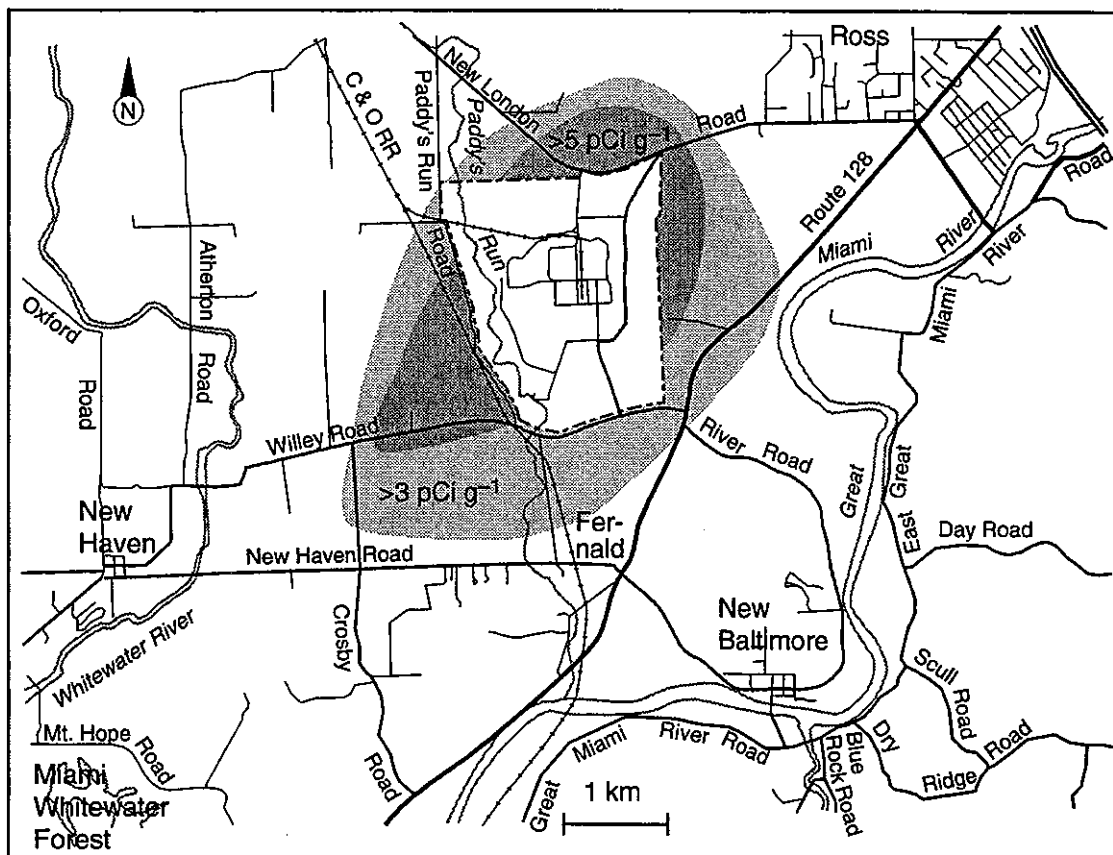 Ross
New London
Road
C & O RR
Paddy's Run
Road
Paddy's
Run
>5 pCi g⁻¹
N
Route 128
Road
River
Miami
River
Miami
Atherton
Road
Oxford
Road
Willey Road
River Road
Great
Great
East
>3 pCi g⁻¹
New
Haven
Fer-
nald
Day Road
New Haven Road
New
Baltimore
Whitewater River
Crosby
Road
Scull
Road
Mt. Hope
Road
Miami
River Road
Great
Blue
Rock Road
Dry
Ridge
Road
Miami
Whitewater
Forest
1 km